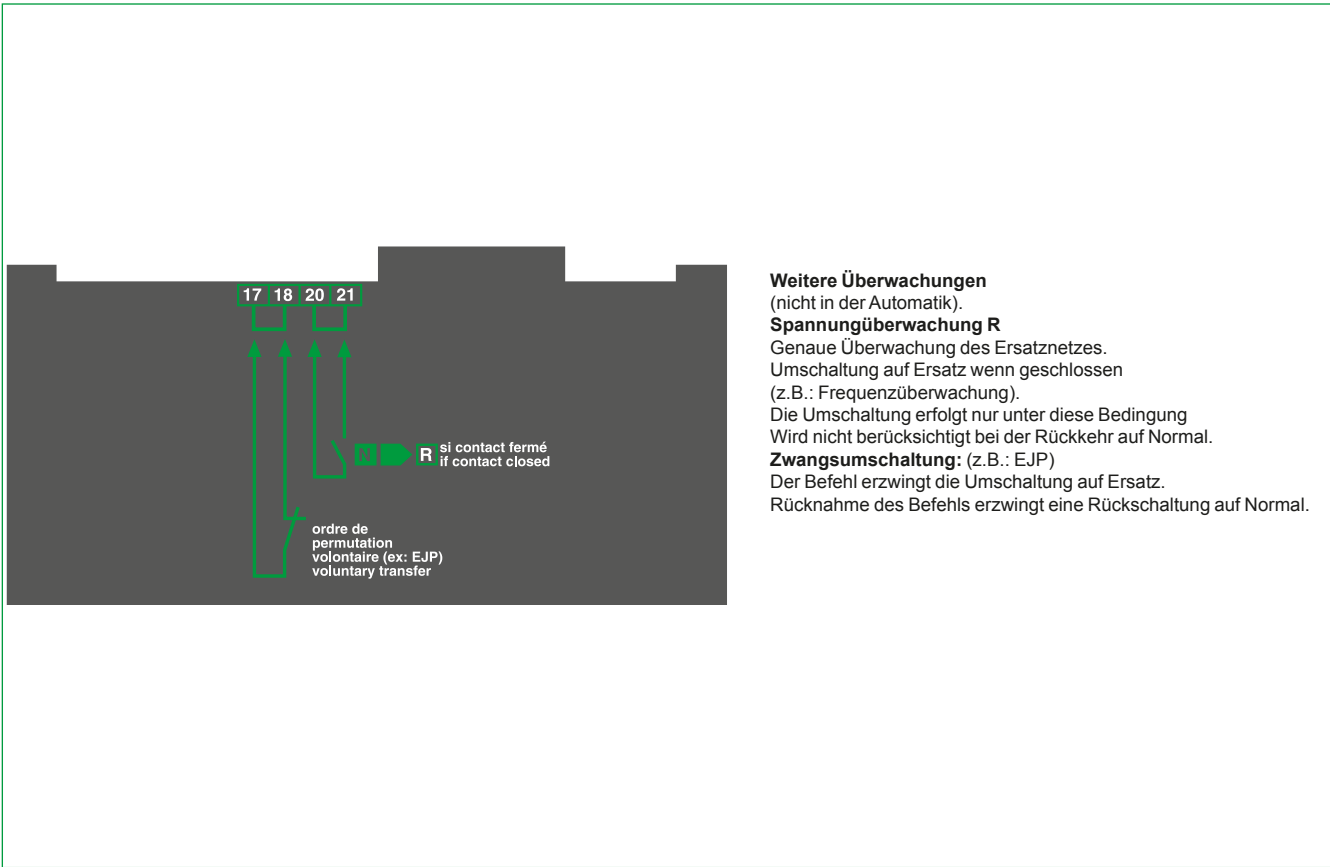 17 18 20 21
N R si contact fermé
if contact closed
ordre de
permutation
volontaire (ex: EJP)
voluntary transfer
Weitere Überwachungen
(nicht in der Automatik).
Spannungüberwachung R
Genaue Überwachung des Ersatznetzes.
Umschaltung auf Ersatz wenn geschlossen
(z.B.: Frequenzüberwachung).
Die Umschaltung erfolgt nur unter diese Bedingung
Wird nicht berücksichtigt bei der Rückkehr auf Normal.
Zwangsumschaltung: (z.B.: EJP)
Der Befehl erzwingt die Umschaltung auf Ersatz.
Rücknahme des Befehls erzwingt eine Rückschaltung auf Normal.